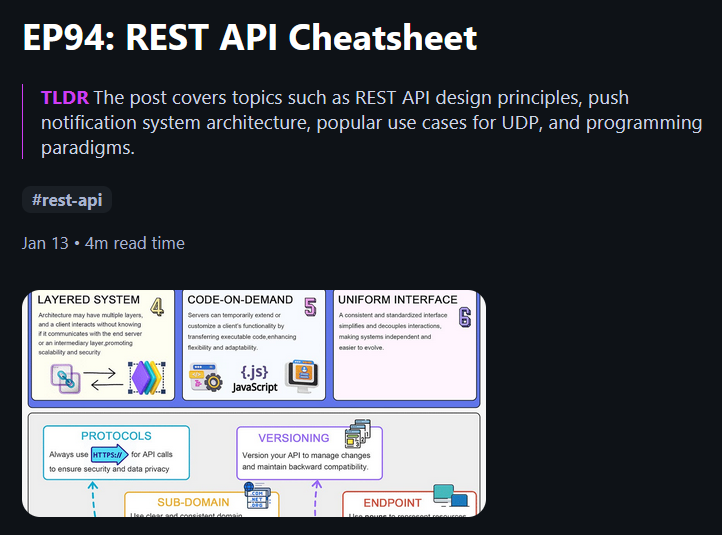 EP94: REST API Cheatsheet
TLDR The post covers topics such as REST API design principles, push
notification system architecture, popular use cases for UDP, and programming
paradigms.
#rest-api
Jan 13 • 4m read time
LAYERED SYSTEM
4
Architecture may have multiple layers,
and a client interacts without knowing
if it communicates with the end server
or an intermediary layer,promoting
scalability and security
CODE-ON-DEMAND
5
Servers can temporarily extend or
customize a client's functionality by
transferring executable code,enhancing
flexibility and adaptability.
{.js}
JavaScript
UNIFORM INTERFACE
6
A consistent and standardized interface
simplifies and decouples interactions,
making systems independent and
easier to evolve.
PROTOCOLS
Always use HTTPS:// for API calls
to ensure security and data privacy
VERSIONING
Version your API to manage changes
and maintain backward compatibility.
SUB-DOMAIN
.COM
.NET
.ORG
Use clear and consistent domain
ENDPOINT
Use nouns to represent resources